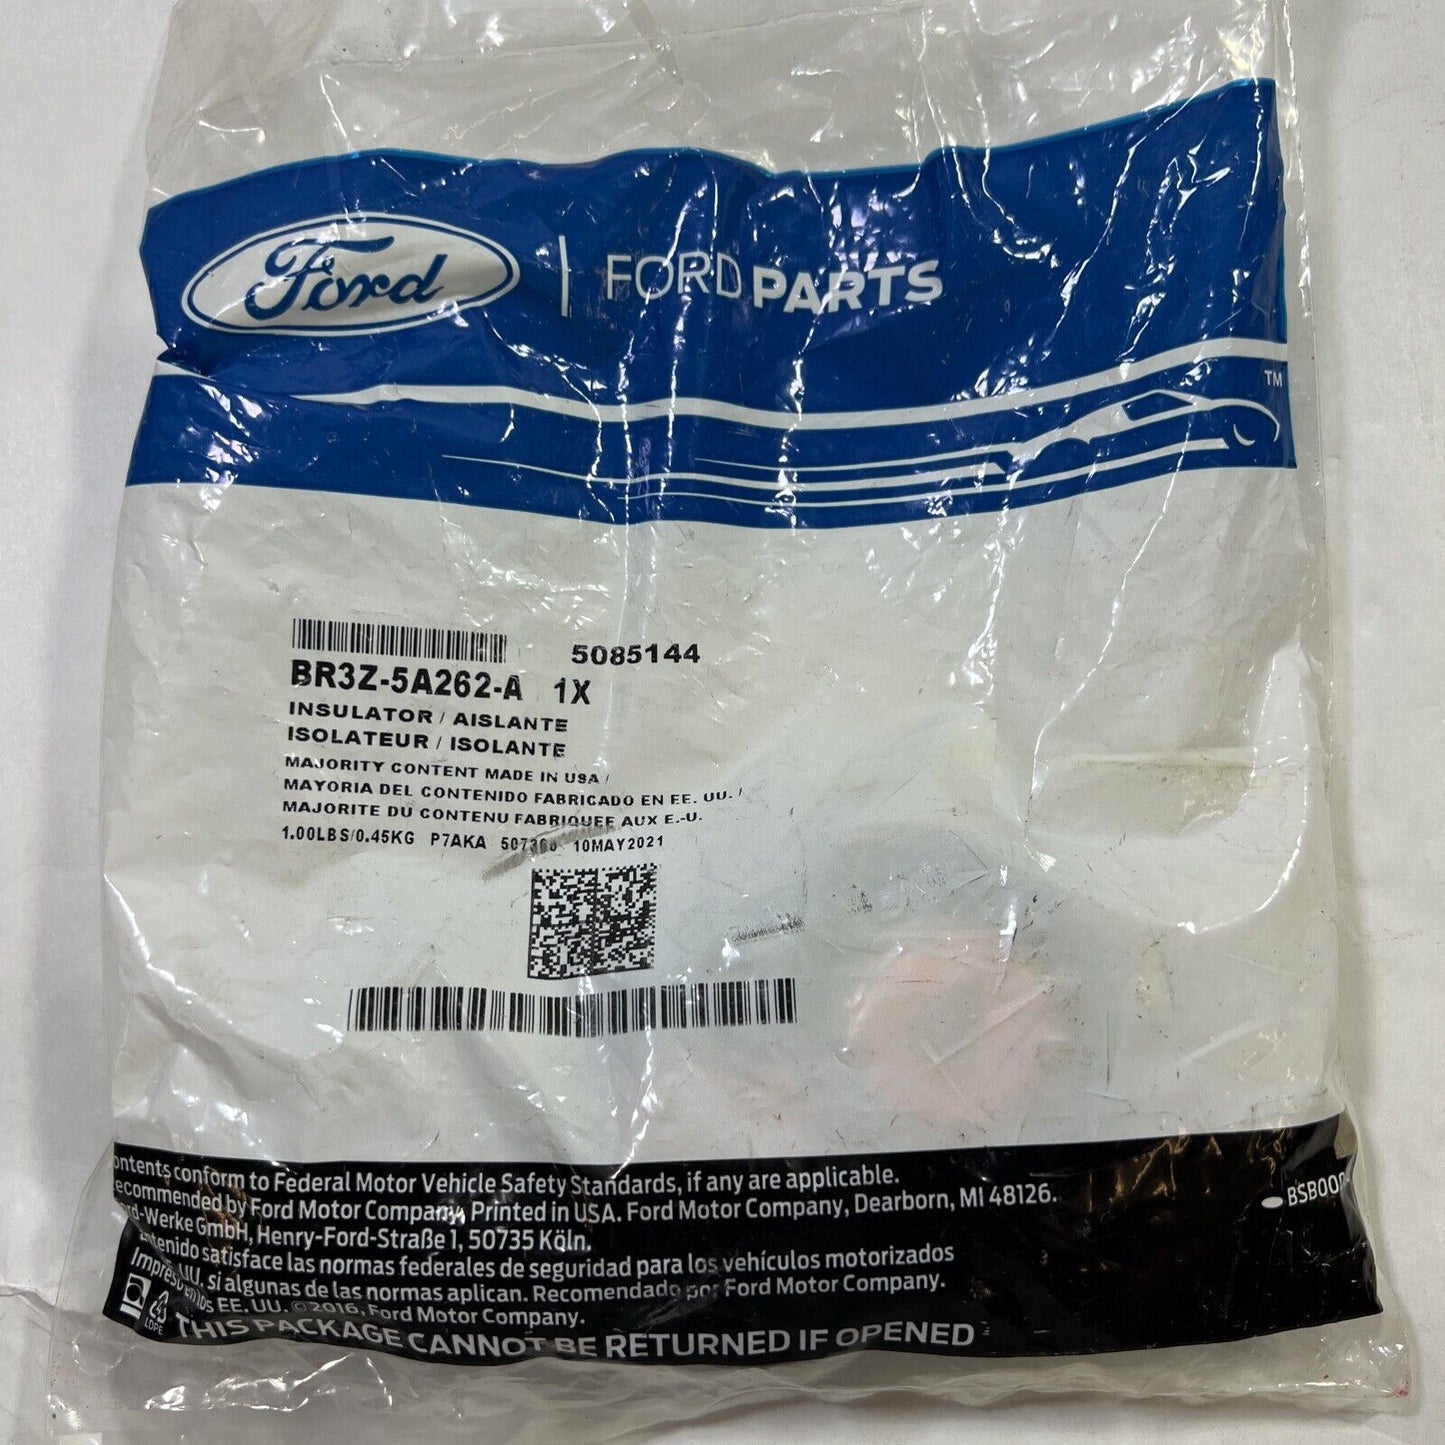 Ford | FORD PARTS
TM
5085144
BR3Z-5A262-A 1X
INSULATOR / AISLANTE
ISOLATEUR / ISOLANTE
MAJORITY CONTENT MADE IN USA /
MAYORIA DEL CONTENIDO FABRICADO EN EE. UU. /
MAJORITE DU CONTENU FABRIQUEE AUX E.-U.
1.00LBS/0.45KG P7AKA 10MAY2021
ontents conform to Federal Motor Vehicle Safety Standards, if any are applicable.
ecommended by Ford Motor Company, Printed in USA. Ford Motor Company, Dearborn, MI 48126.
rd-Werke GmbH, Henry-Ford-Straße 1, 50735 Köln.
ntenido satisface las normas federales de seguridad para los vehículos motorizados
UU. si algunas de las normas aplican. Recomendado por Ford Motor Company.
Impreso en los EE. UU. ©2016, Ford Motor Company.
BSB000
LDPE
THIS PACKAGE CANNOT BE RETURNED IF OPENED